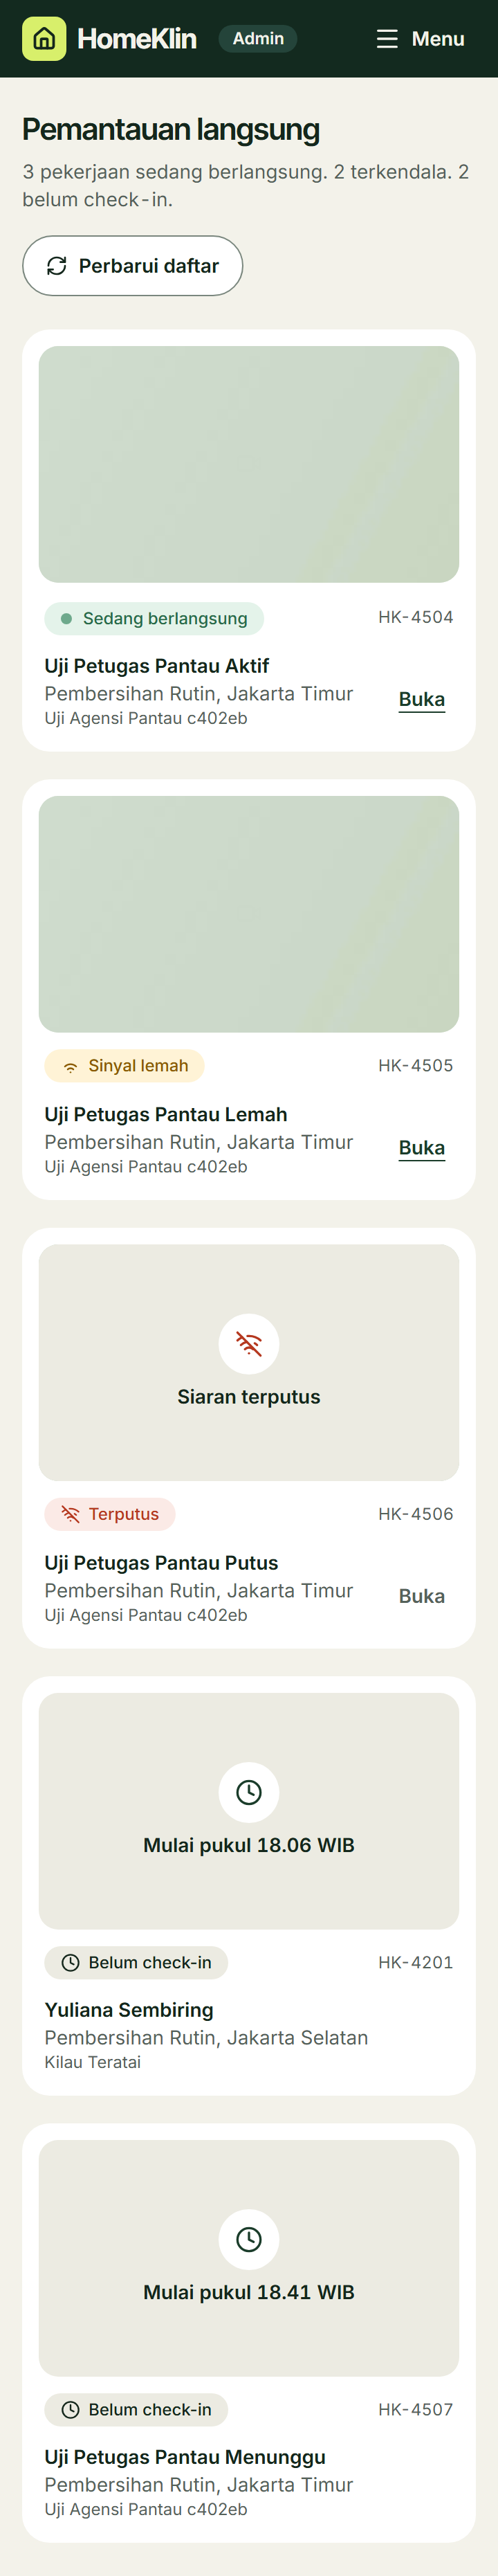 HomeKlin Admin Menu
Pemantauan langsung
3 pekerjaan sedang berlangsung. 2 terkendala. 2
belum check-in.
Perbarui daftar
Sedang berlangsung HK-4504
Uji Petugas Pantau Aktif
Pembersihan Rutin, Jakarta Timur
Buka
Uji Agensi Pantau c402eb
Sinyal lemah HK-4505
Uji Petugas Pantau Lemah
Pembersihan Rutin, Jakarta Timur
Buka
Uji Agensi Pantau c402eb
Siaran terputus
Terputus HK-4506
Uji Petugas Pantau Putus
Pembersihan Rutin, Jakarta Timur
Buka
Uji Agensi Pantau c402eb
Mulai pukul 18.06 WIB
Belum check-in HK-4201
Yuliana Sembiring
Pembersihan Rutin, Jakarta Selatan
Kilau Teratai
Mulai pukul 18.41 WIB
Belum check-in HK-4507
Uji Petugas Pantau Menunggu
Pembersihan Rutin, Jakarta Timur
Uji Agensi Pantau c402eb